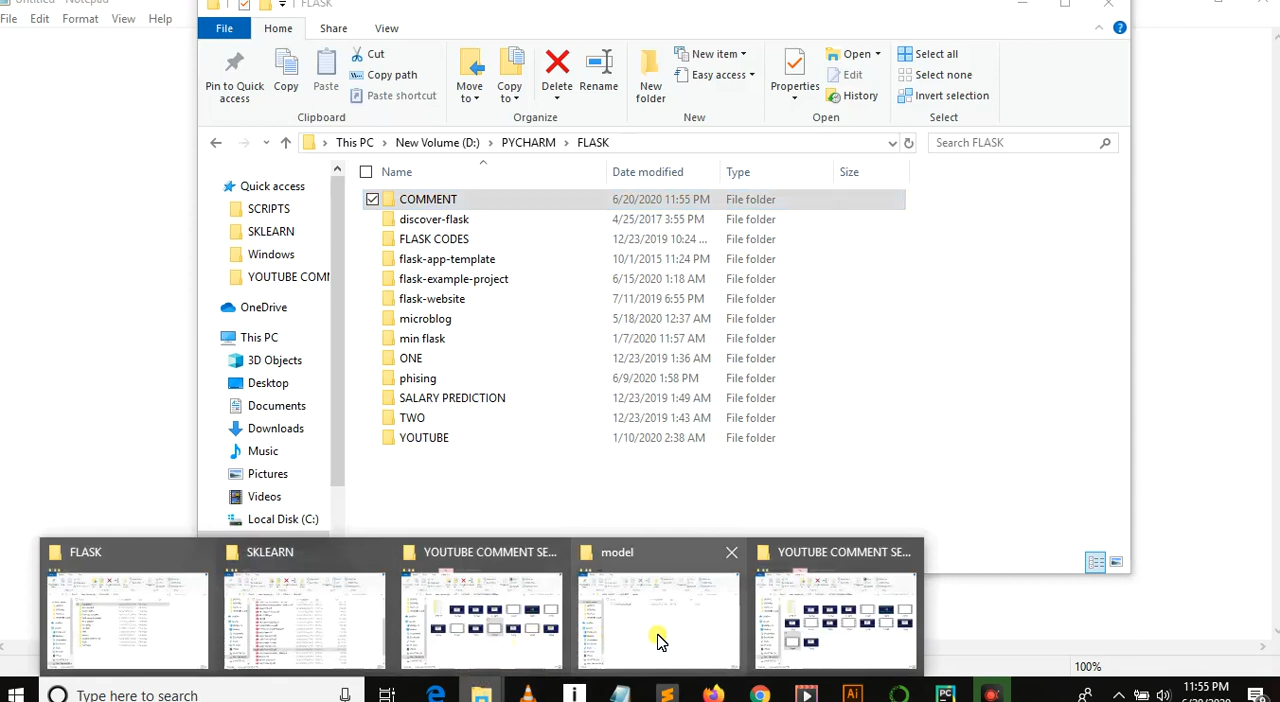 Untitled - Notepad
FLASK
File Edit Format View Help
File Home Share View
Pin to Quick access
Copy
Paste
Cut
Copy path
Paste shortcut
Clipboard
Move to
Copy to
Delete
Rename
Organize
New folder
New item
Easy access
New
Properties
Open
Edit
History
Open
Select all
Select none
Invert selection
Select
This PC > New Volume (D:) > PYCHARM > FLASK
Search FLASK
Name Date modified Type Size
Quick access
SCRIPTS
SKLEARN
Windows
YOUTUBE COMM
OneDrive
This PC
3D Objects
Desktop
Documents
Downloads
Music
Pictures
Videos
Local Disk (C:)
COMMENT 6/20/2020 11:55 PM File folder
discover-flask 4/25/2017 3:55 PM File folder
FLASK CODES 12/23/2019 10:24 ... File folder
flask-app-template 10/1/2015 11:24 PM File folder
flask-example-project 6/15/2020 1:18 AM File folder
flask-website 7/11/2019 6:55 PM File folder
microblog 5/18/2020 12:37 AM File folder
min flask 1/7/2020 11:57 AM File folder
ONE 12/23/2019 1:36 AM File folder
phising 6/9/2020 1:58 PM File folder
SALARY PREDICTION 12/23/2019 1:49 AM File folder
TWO 12/23/2019 1:43 AM File folder
YOUTUBE 1/10/2020 2:38 AM File folder
FLASK
SKLEARN
YOUTUBE COMMENT SE...
model
YOUTUBE COMMENT SE...
100%
Type here to search
Ai
PC
11:55 PM
6/20/2020